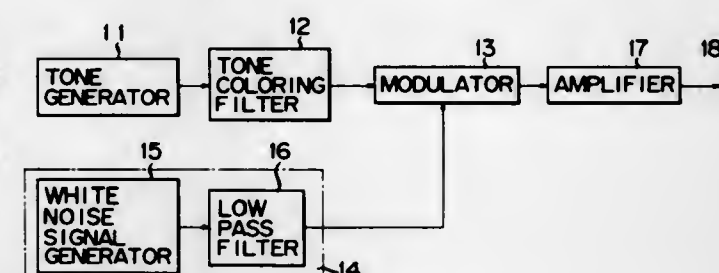 11
12
13
17
18
TONE
GENERATOR
TONE
COLORING
FILTER
MODULATOR
AMPLIFIER
15
16
WHITE
NOISE
SIGNAL
GENERATOR
LOW
PASS
FILTER
14